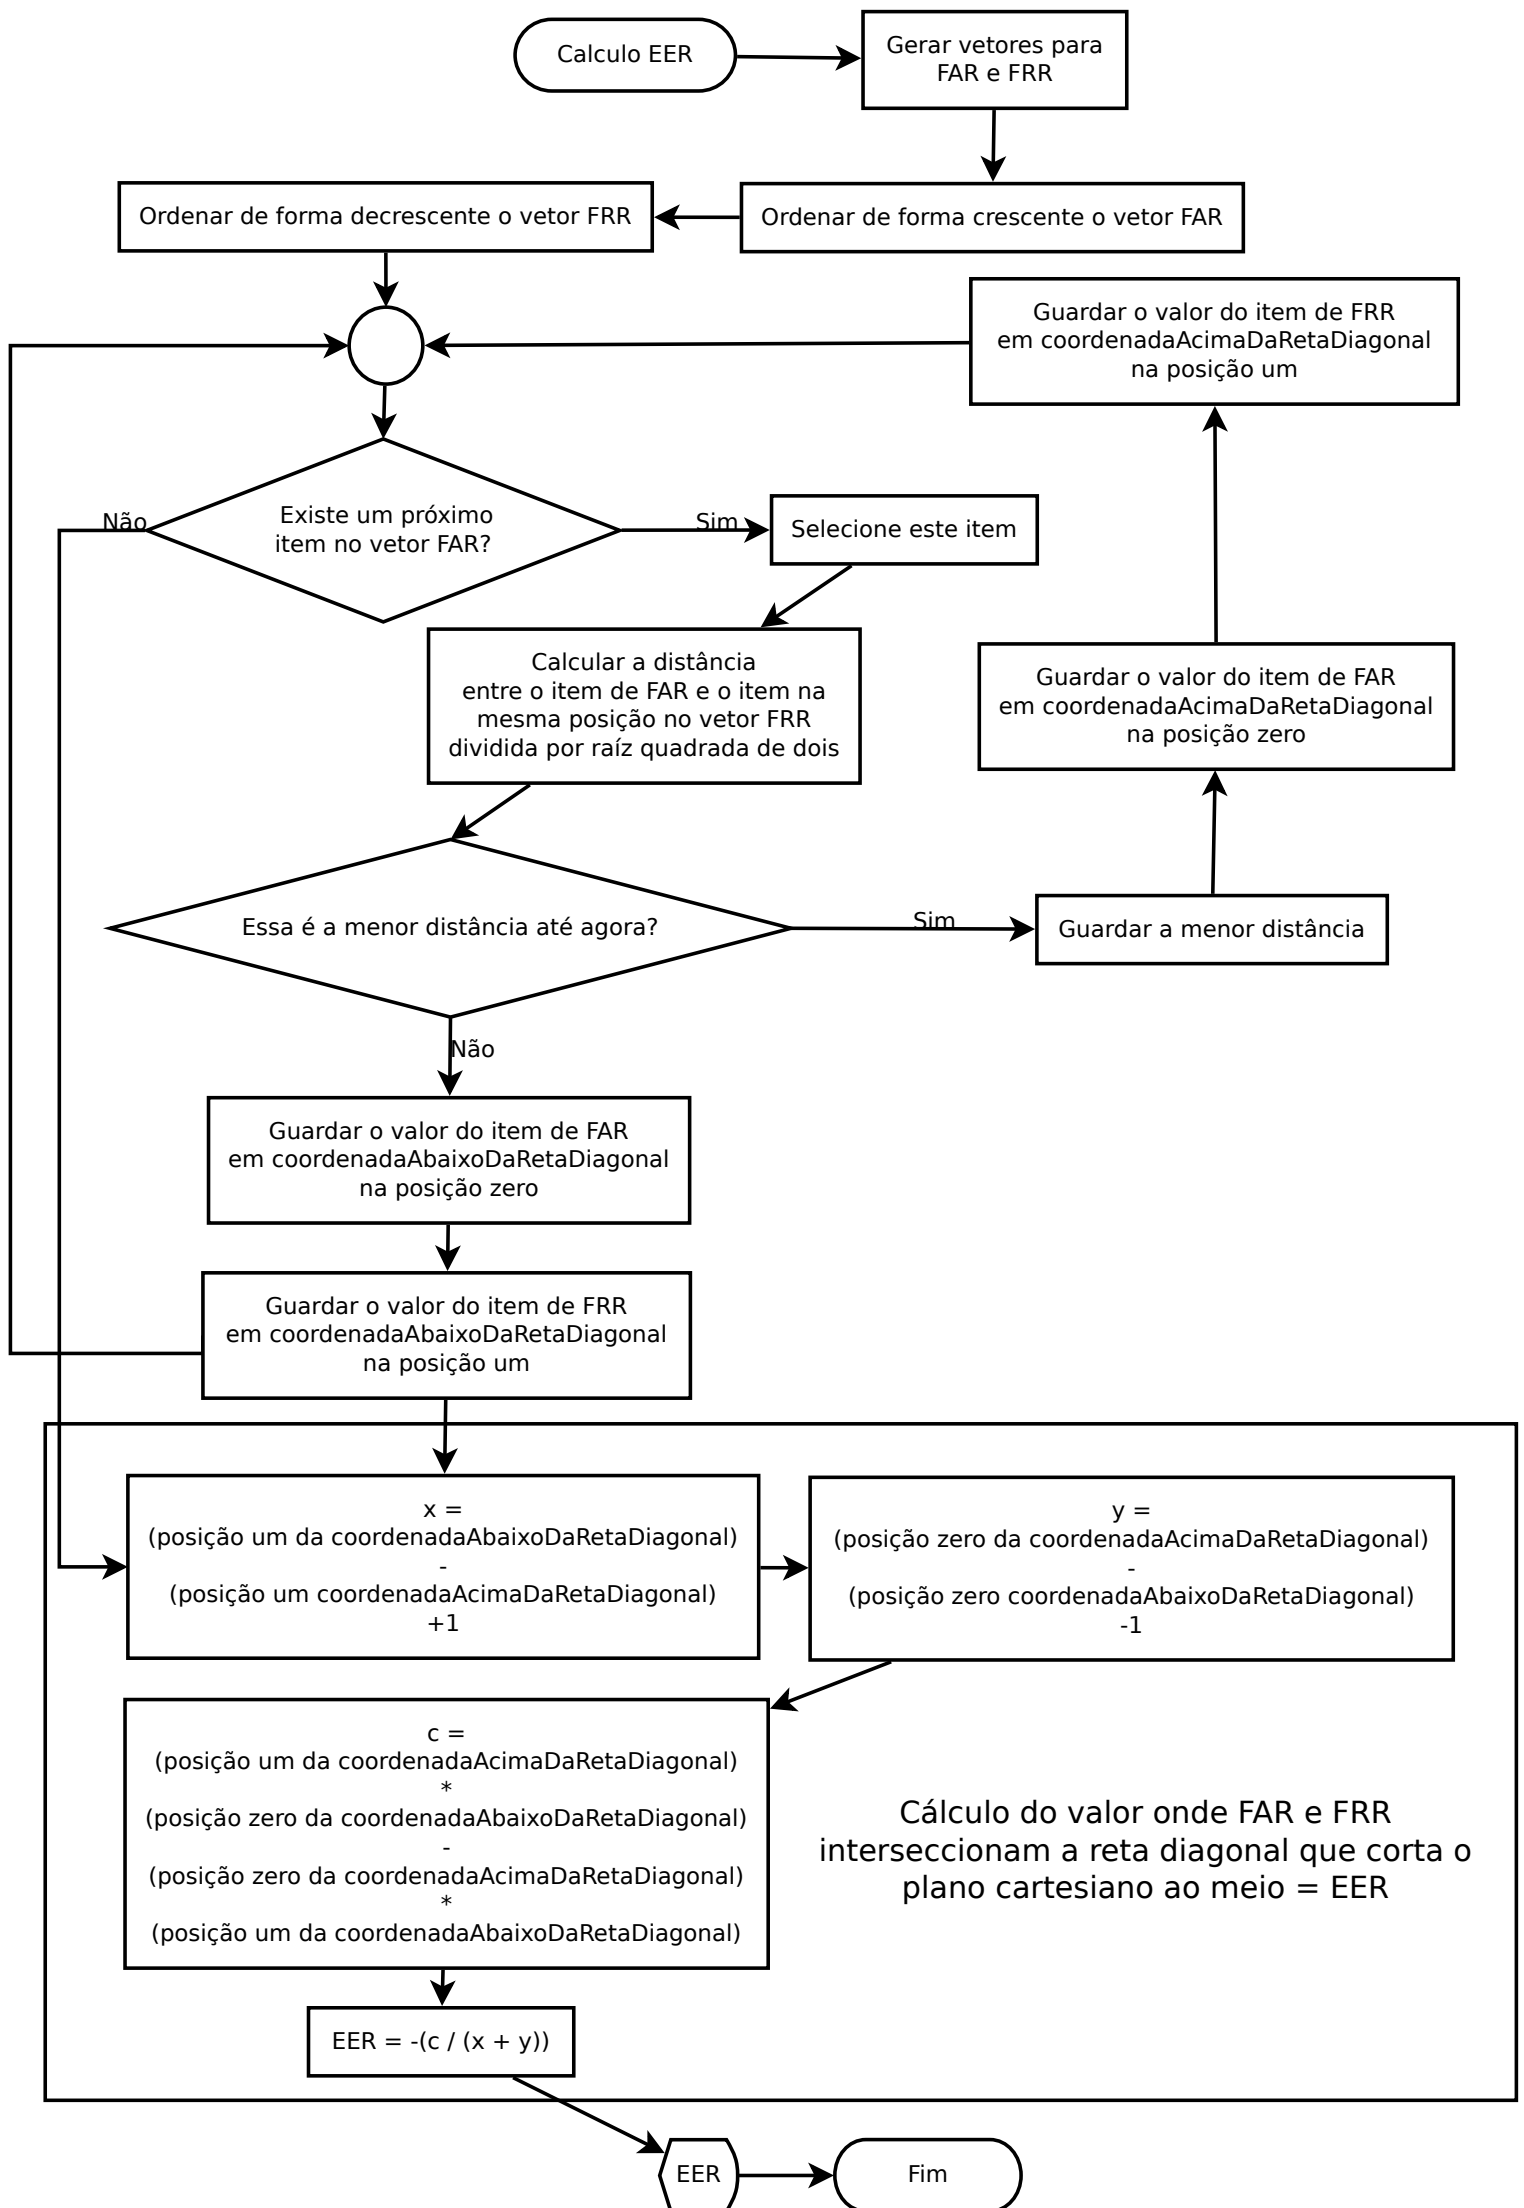 Calculo EER
Gerar vetores para
FAR e FRR
Ordenar de forma decrescente o vetor FRR
Ordenar de forma crescente o vetor FAR
Guardar o valor do item de FRR
em coordenadaAcimaDaRetaDiagonal
na posição um
Não
Existe um próximo
item no vetor FAR?
Sim
Selecione este item
Calcular a distância
entre o item de FAR e o item na
mesma posição no vetor FRR
dividida por raíz quadrada de dois
Guardar o valor do item de FAR
em coordenadaAcimaDaRetaDiagonal
na posição zero
Essa é a menor distância até agora?
Sim
Guardar a menor distância
Não
Guardar o valor do item de FAR
em coordenadaAbaixoDaRetaDiagonal
na posição zero
Guardar o valor do item de FRR
em coordenadaAbaixoDaRetaDiagonal
na posição um
x =
(posição um da coordenadaAbaixoDaRetaDiagonal)
-
(posição um coordenadaAcimaDaRetaDiagonal)
+1
y =
(posição zero da coordenadaAcimaDaRetaDiagonal)
-
(posição zero coordenadaAbaixoDaRetaDiagonal)
-1
c =
(posição um da coordenadaAcimaDaRetaDiagonal)
*
(posição zero da coordenadaAbaixoDaRetaDiagonal)
-
(posição zero da coordenadaAcimaDaRetaDiagonal)
*
(posição um da coordenadaAbaixoDaRetaDiagonal)
Cálculo do valor onde FAR e FRR
interseccionam a reta diagonal que corta o
plano cartesiano ao meio = EER
EER = -(c / (x + y))
EER
Fim